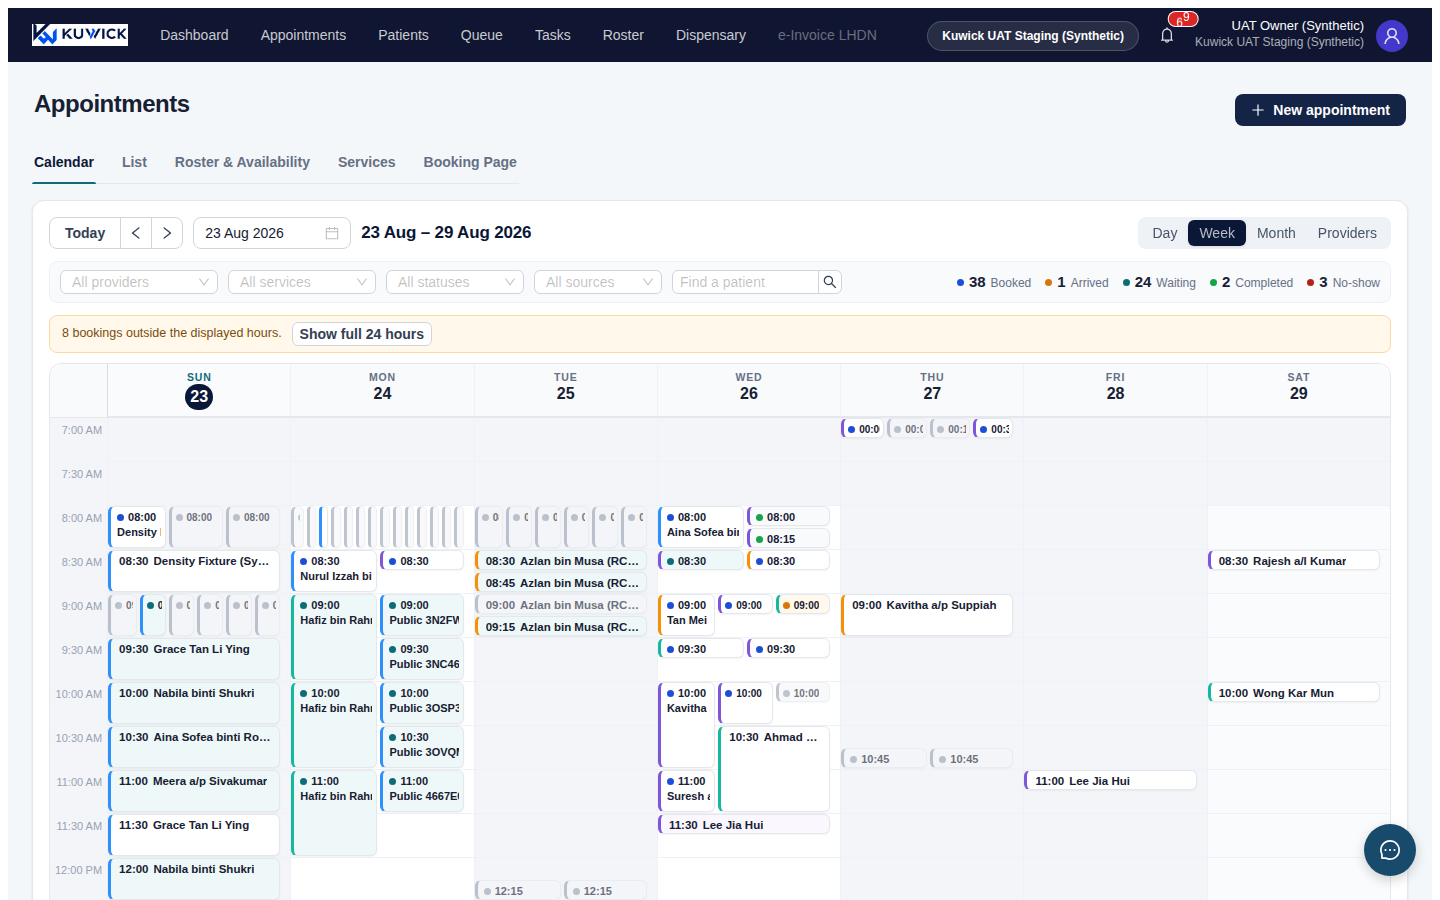 KUWICK
Dashboard
Appointments
Patients
Queue
Tasks
Roster
Dispensary
e-Invoice LHDN
Kuwick UAT Staging (Synthetic)
69
UAT Owner (Synthetic)
Kuwick UAT Staging (Synthetic)
Appointments
New appointment
Calendar
List
Roster & Availability
Services
Booking Page
Today
23 Aug 2026
23 Aug – 29 Aug 2026
Day
Week
Month
Providers
All providers
All services
All statuses
All sources
Find a patient
38 Booked
1 Arrived
24 Waiting
2 Completed
3 No-show
8 bookings outside the displayed hours.
Show full 24 hours
SUN
23
MON
24
TUE
25
WED
26
THU
27
FRI
28
SAT
29
7:00 AM
7:30 AM
8:00 AM
08:00
Density
08:00
08:00
08:00
Aina Sofea bin
08:00
08:15
8:30 AM
08:30 Density Fixture (Sy…
08:30
Nurul Izzah bi
08:30
08:30 Azlan bin Musa (RC…
08:45 Azlan bin Musa (RC…
08:30
08:30
08:30 Rajesh a/l Kumar
9:00 AM
09:00
Hafiz bin Rah
09:00
Public 3N2FW
09:00 Azlan bin Musa (RC…
09:15 Azlan bin Musa (RC…
09:00
Tan Mei
09:00
09:00
09:00 Kavitha a/p Suppiah
9:30 AM
09:30 Grace Tan Li Ying
09:30
Public 3NC46
09:30
09:30
10:00 AM
10:00 Nabila binti Shukri
10:00
Hafiz bin Rah
10:00
Public 3OSP3
10:00
Kavitha
10:00
10:00
10:00 Wong Kar Mun
10:30 AM
10:30 Aina Sofea binti Ro…
10:30
Public 3OVQ
10:30 Ahmad …
10:45
10:45
11:00 AM
11:00 Meera a/p Sivakumar
11:00
Hafiz bin Rah
11:00
Public 4667E
11:00
Suresh a
11:00 Lee Jia Hui
11:30 AM
11:30 Grace Tan Li Ying
11:30 Lee Jia Hui
12:00 PM
12:00 Nabila binti Shukri
12:15
12:15